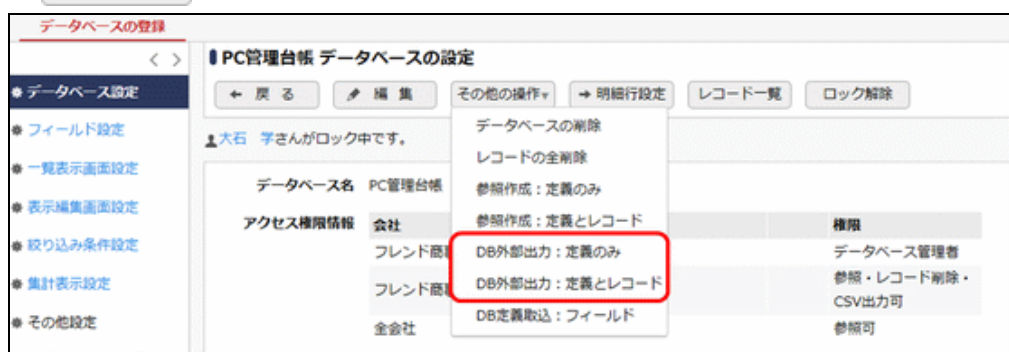 データベースの登録
< >
PC管理台帳 データベースの設定
データベース設定
← 戻 る
編 集
その他の操作▾
→ 明細行設定
レコード一覧
ロック解除
フィールド設定
大石 学さんがロック中です。
一覧表示画面設定
表示編集画面設定
絞り込み条件設定
集計表示設定
その他設定
データベースの削除
レコードの全削除
参照作成：定義のみ
参照作成：定義とレコード
DB外部出力：定義のみ
DB外部出力：定義とレコード
DB定義取込：フィールド
データベース名 PC管理台帳
アクセス権限情報 会社 権限
フレンド商 データベース管理者
フレンド商 参照・レコード削除・
CSV出力可
全会社 参照可